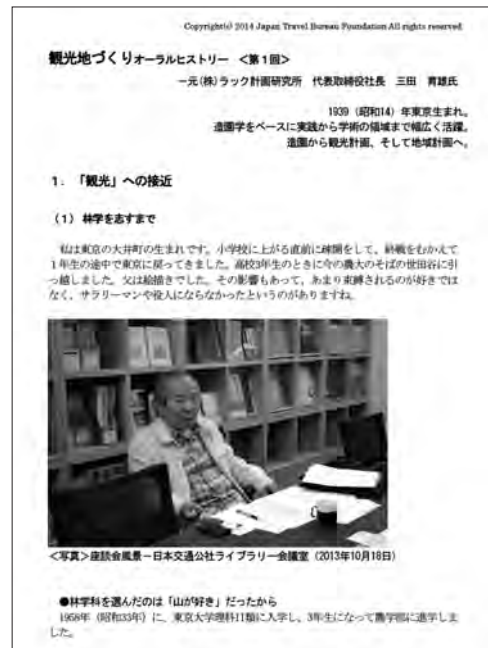 Copyright(c) 2014 Japan Travel Bureau Foundation All rights reserved
観光地づくりオーラルヒストリー <第1回>
-元(株)ラック計画研究所 代表取締役社長 三田 育雄氏
1939(昭和14)年東京生まれ。
造園学をベースに実践から学術の領域まで幅広く活躍。
造園から観光計画、そして地域計画へ。
1.「観光」への接近
(1)林学を志すまで
私は東京の大井町の生まれです。小学校に上がる直前に疎開をして、終戦をむかえて
1年生の途中で東京に戻ってきました。高校3年生のときに今の農大のそばの世田谷に引
っ越しました。父は絵描きでした。その影響もあって、あまり束縛されるのが好きでは
なく、サラリーマンや役人にならなかったというのがありますね。
<写真>座談会風景-日本交通公社ライブラリー会議室(2013年10月18日)
●林学科を選んだのは「山が好き」だったから
1958年(昭和33年)に、東京大学理科II類に入学し、3年生になって農学部に進学しま
した。